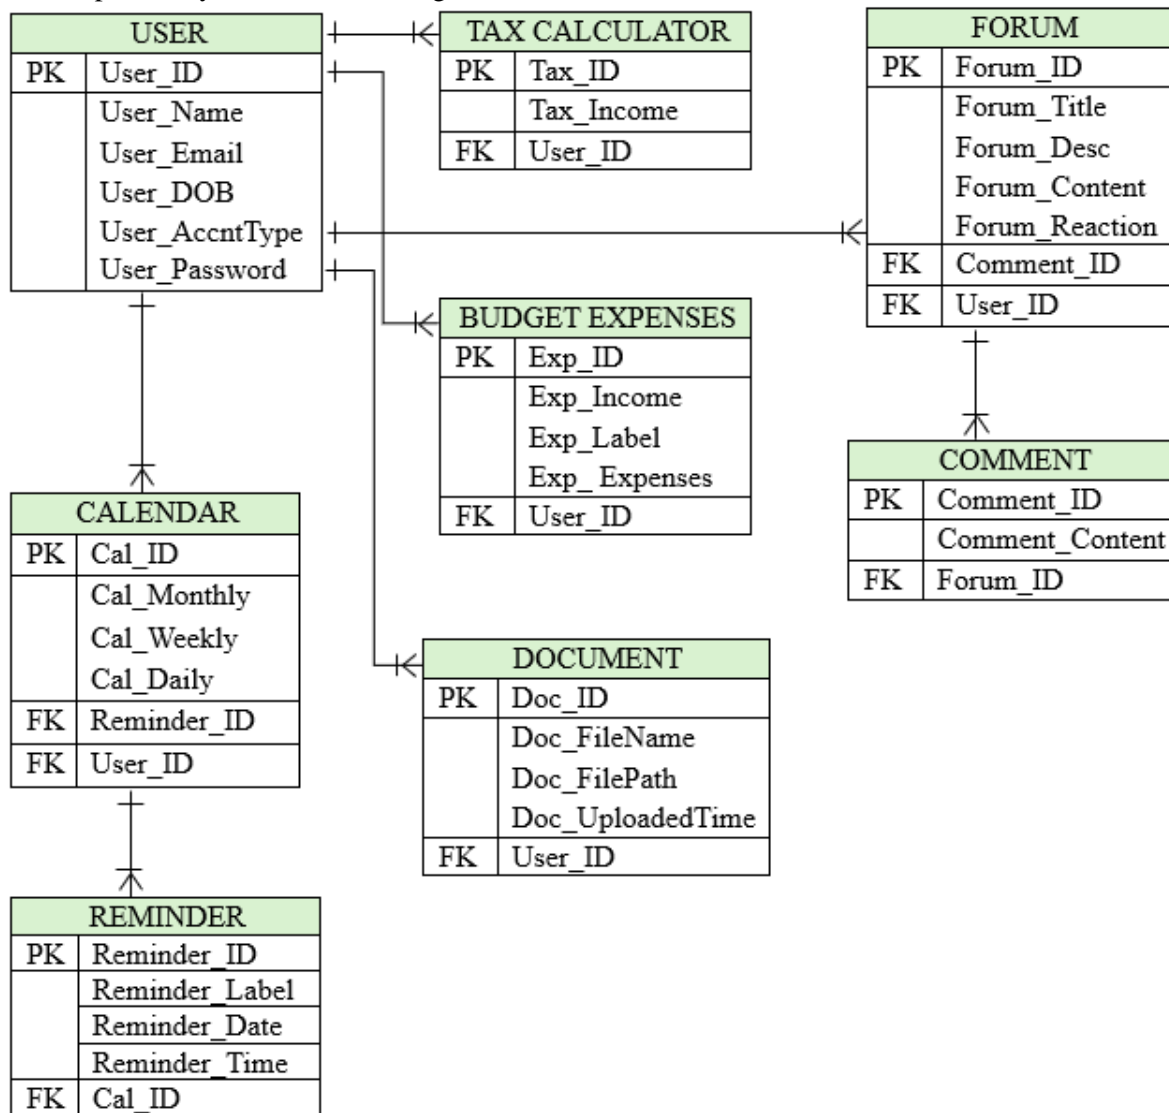 USER
PK User_ID
User_Name
User_Email
User_DOB
User_AccntType
User_Password
TAX CALCULATOR
PK Tax_ID
Tax_Income
FK User_ID
FORUM
PK Forum_ID
Forum_Title
Forum_Desc
Forum_Content
Forum_Reaction
FK Comment_ID
FK User_ID
BUDGET EXPENSES
PK Exp_ID
Exp_Income
Exp_Label
Exp_ Expenses
FK User_ID
COMMENT
PK Comment_ID
Comment_Content
FK Forum_ID
CALENDAR
PK Cal_ID
Cal_Monthly
Cal_Weekly
Cal_Daily
FK Reminder_ID
FK User_ID
DOCUMENT
PK Doc_ID
Doc_FileName
Doc_FilePath
Doc_UploadedTime
FK User_ID
REMINDER
PK Reminder_ID
Reminder_Label
Reminder_Date
Reminder_Time
FK Cal_ID